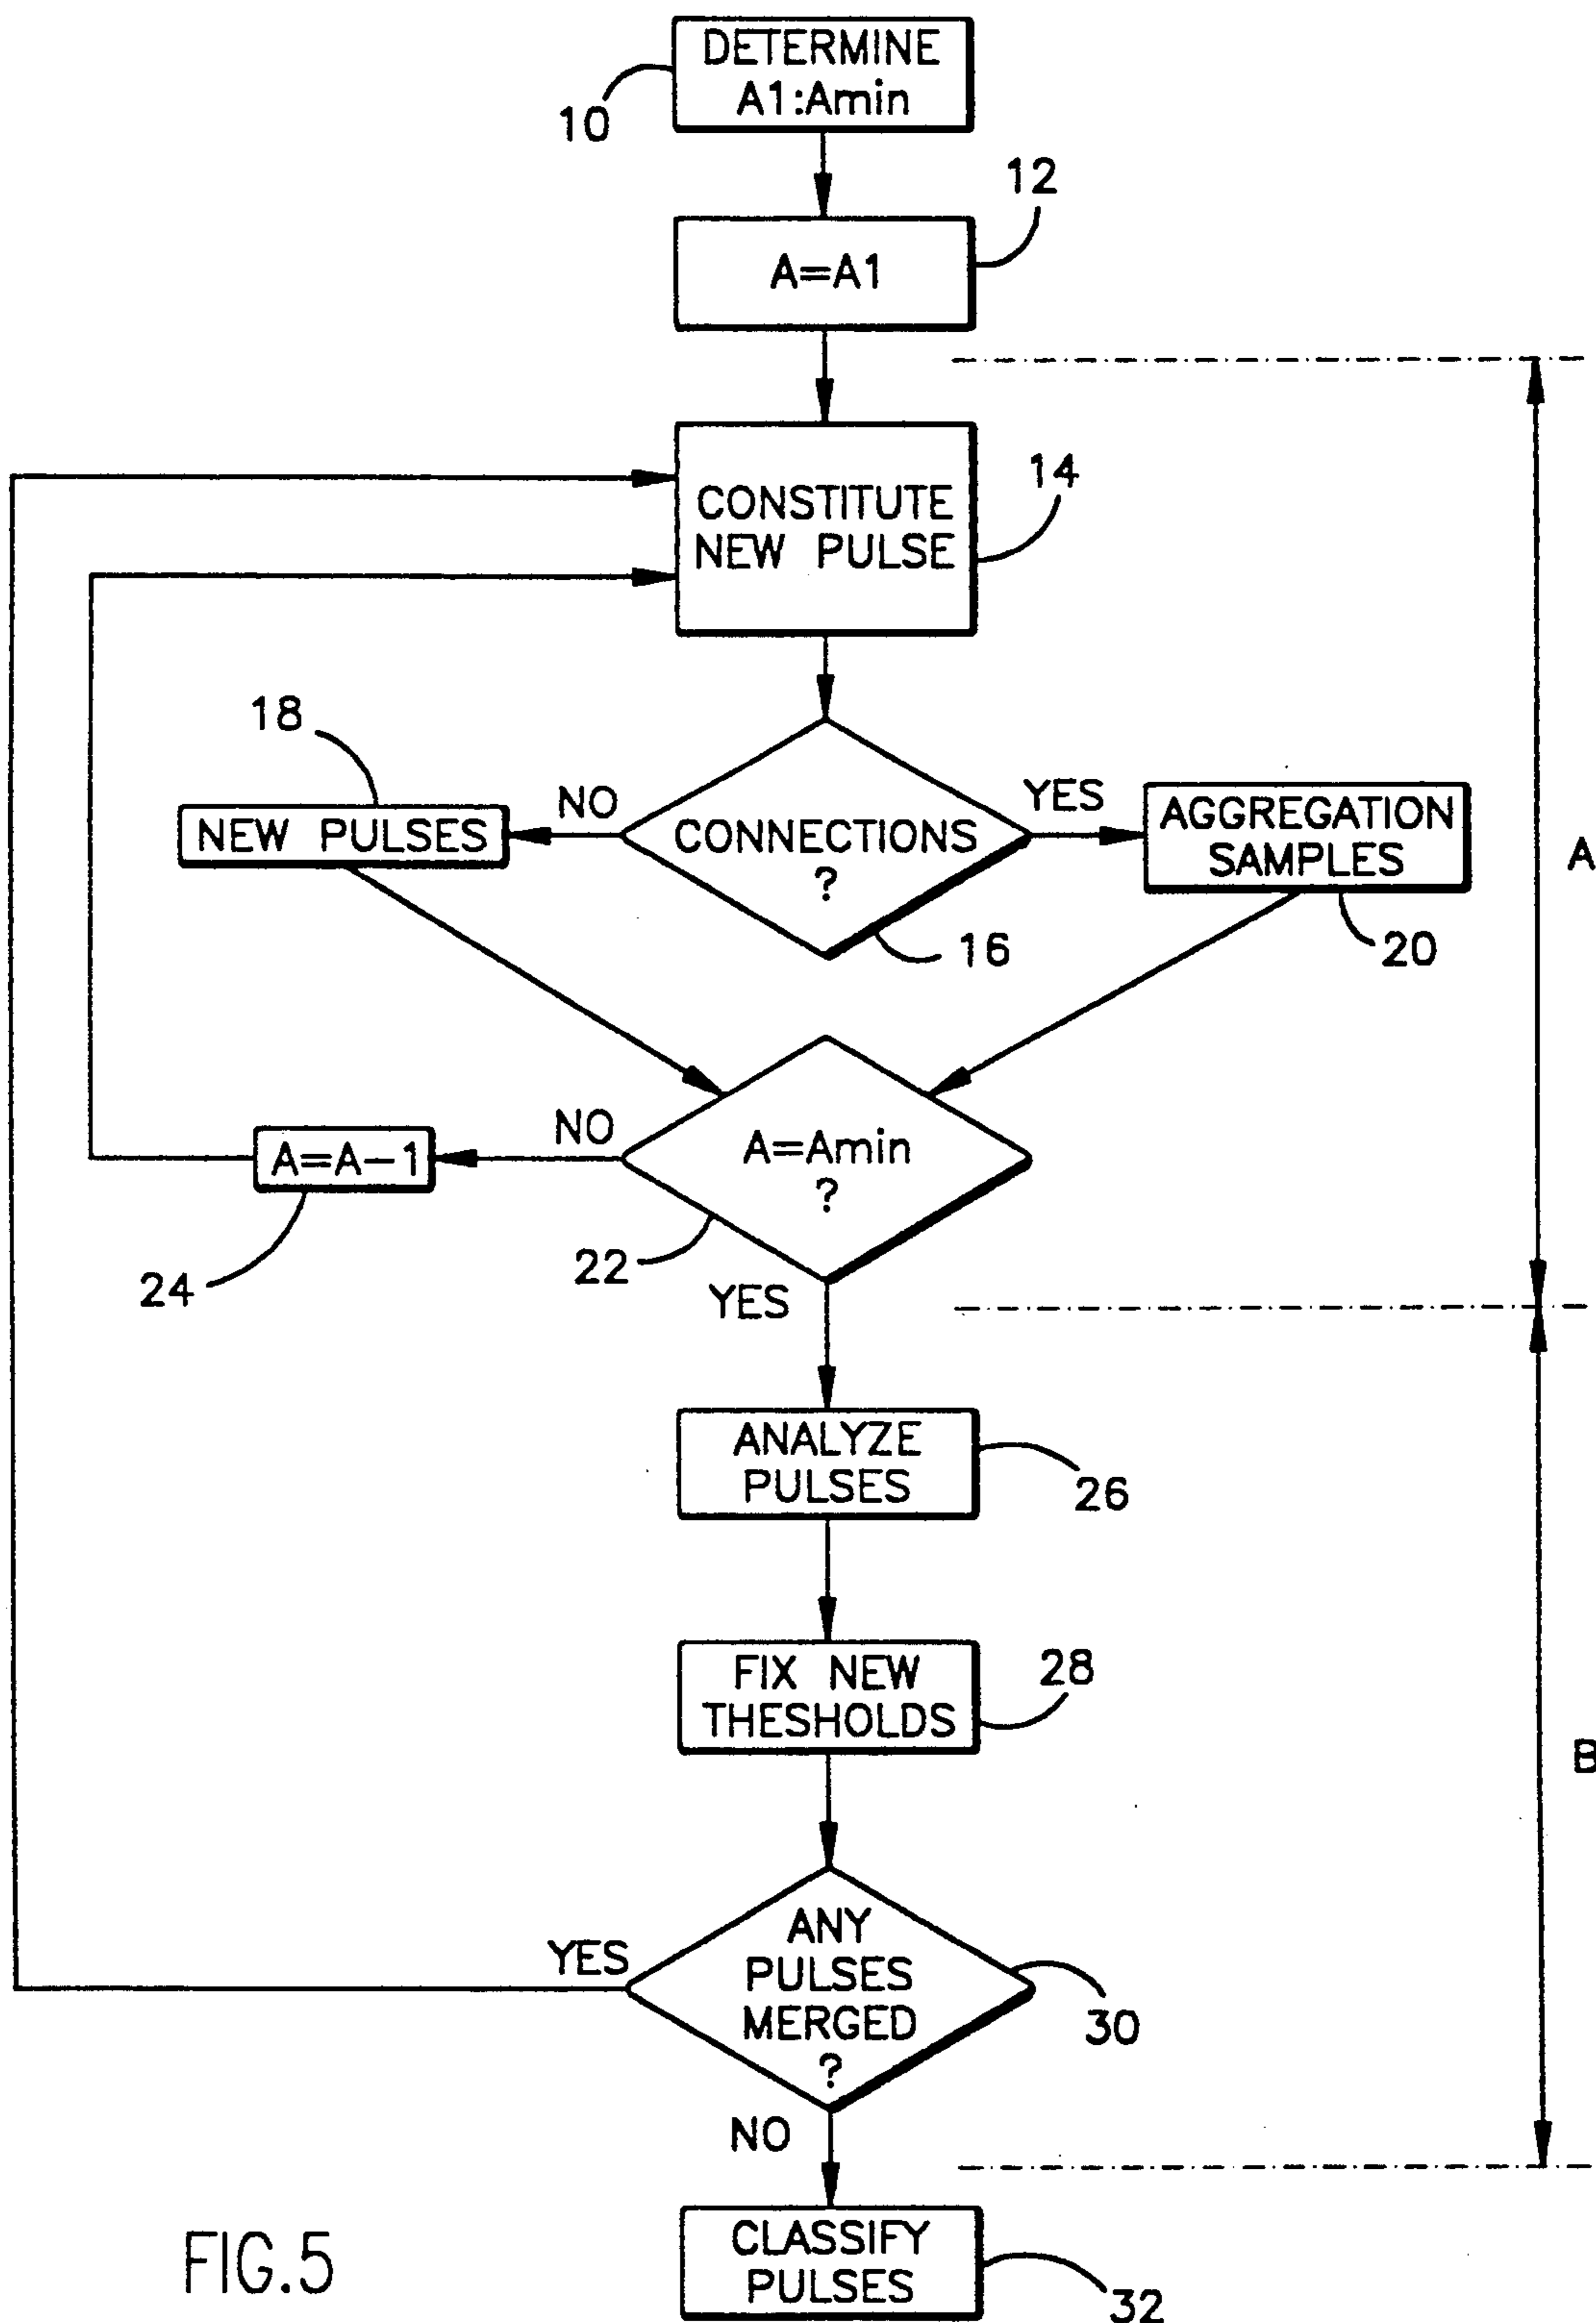 DETERMINE
A1:Amin
10
12
A=A1
14
CONSTITUTE
NEW PULSE
18
NO
YES
NEW PULSES
CONNECTIONS
?
AGGREGATION
SAMPLES
A
16
20
NO
A=A-1
A=Amin
?
24
22
YES
ANALYZE
PULSES
26
FIX NEW
THESHOLDS
28
B
YES
ANY
PULSES
MERGED
?
30
NO
CLASSIFY
PULSES
32
FIG.5